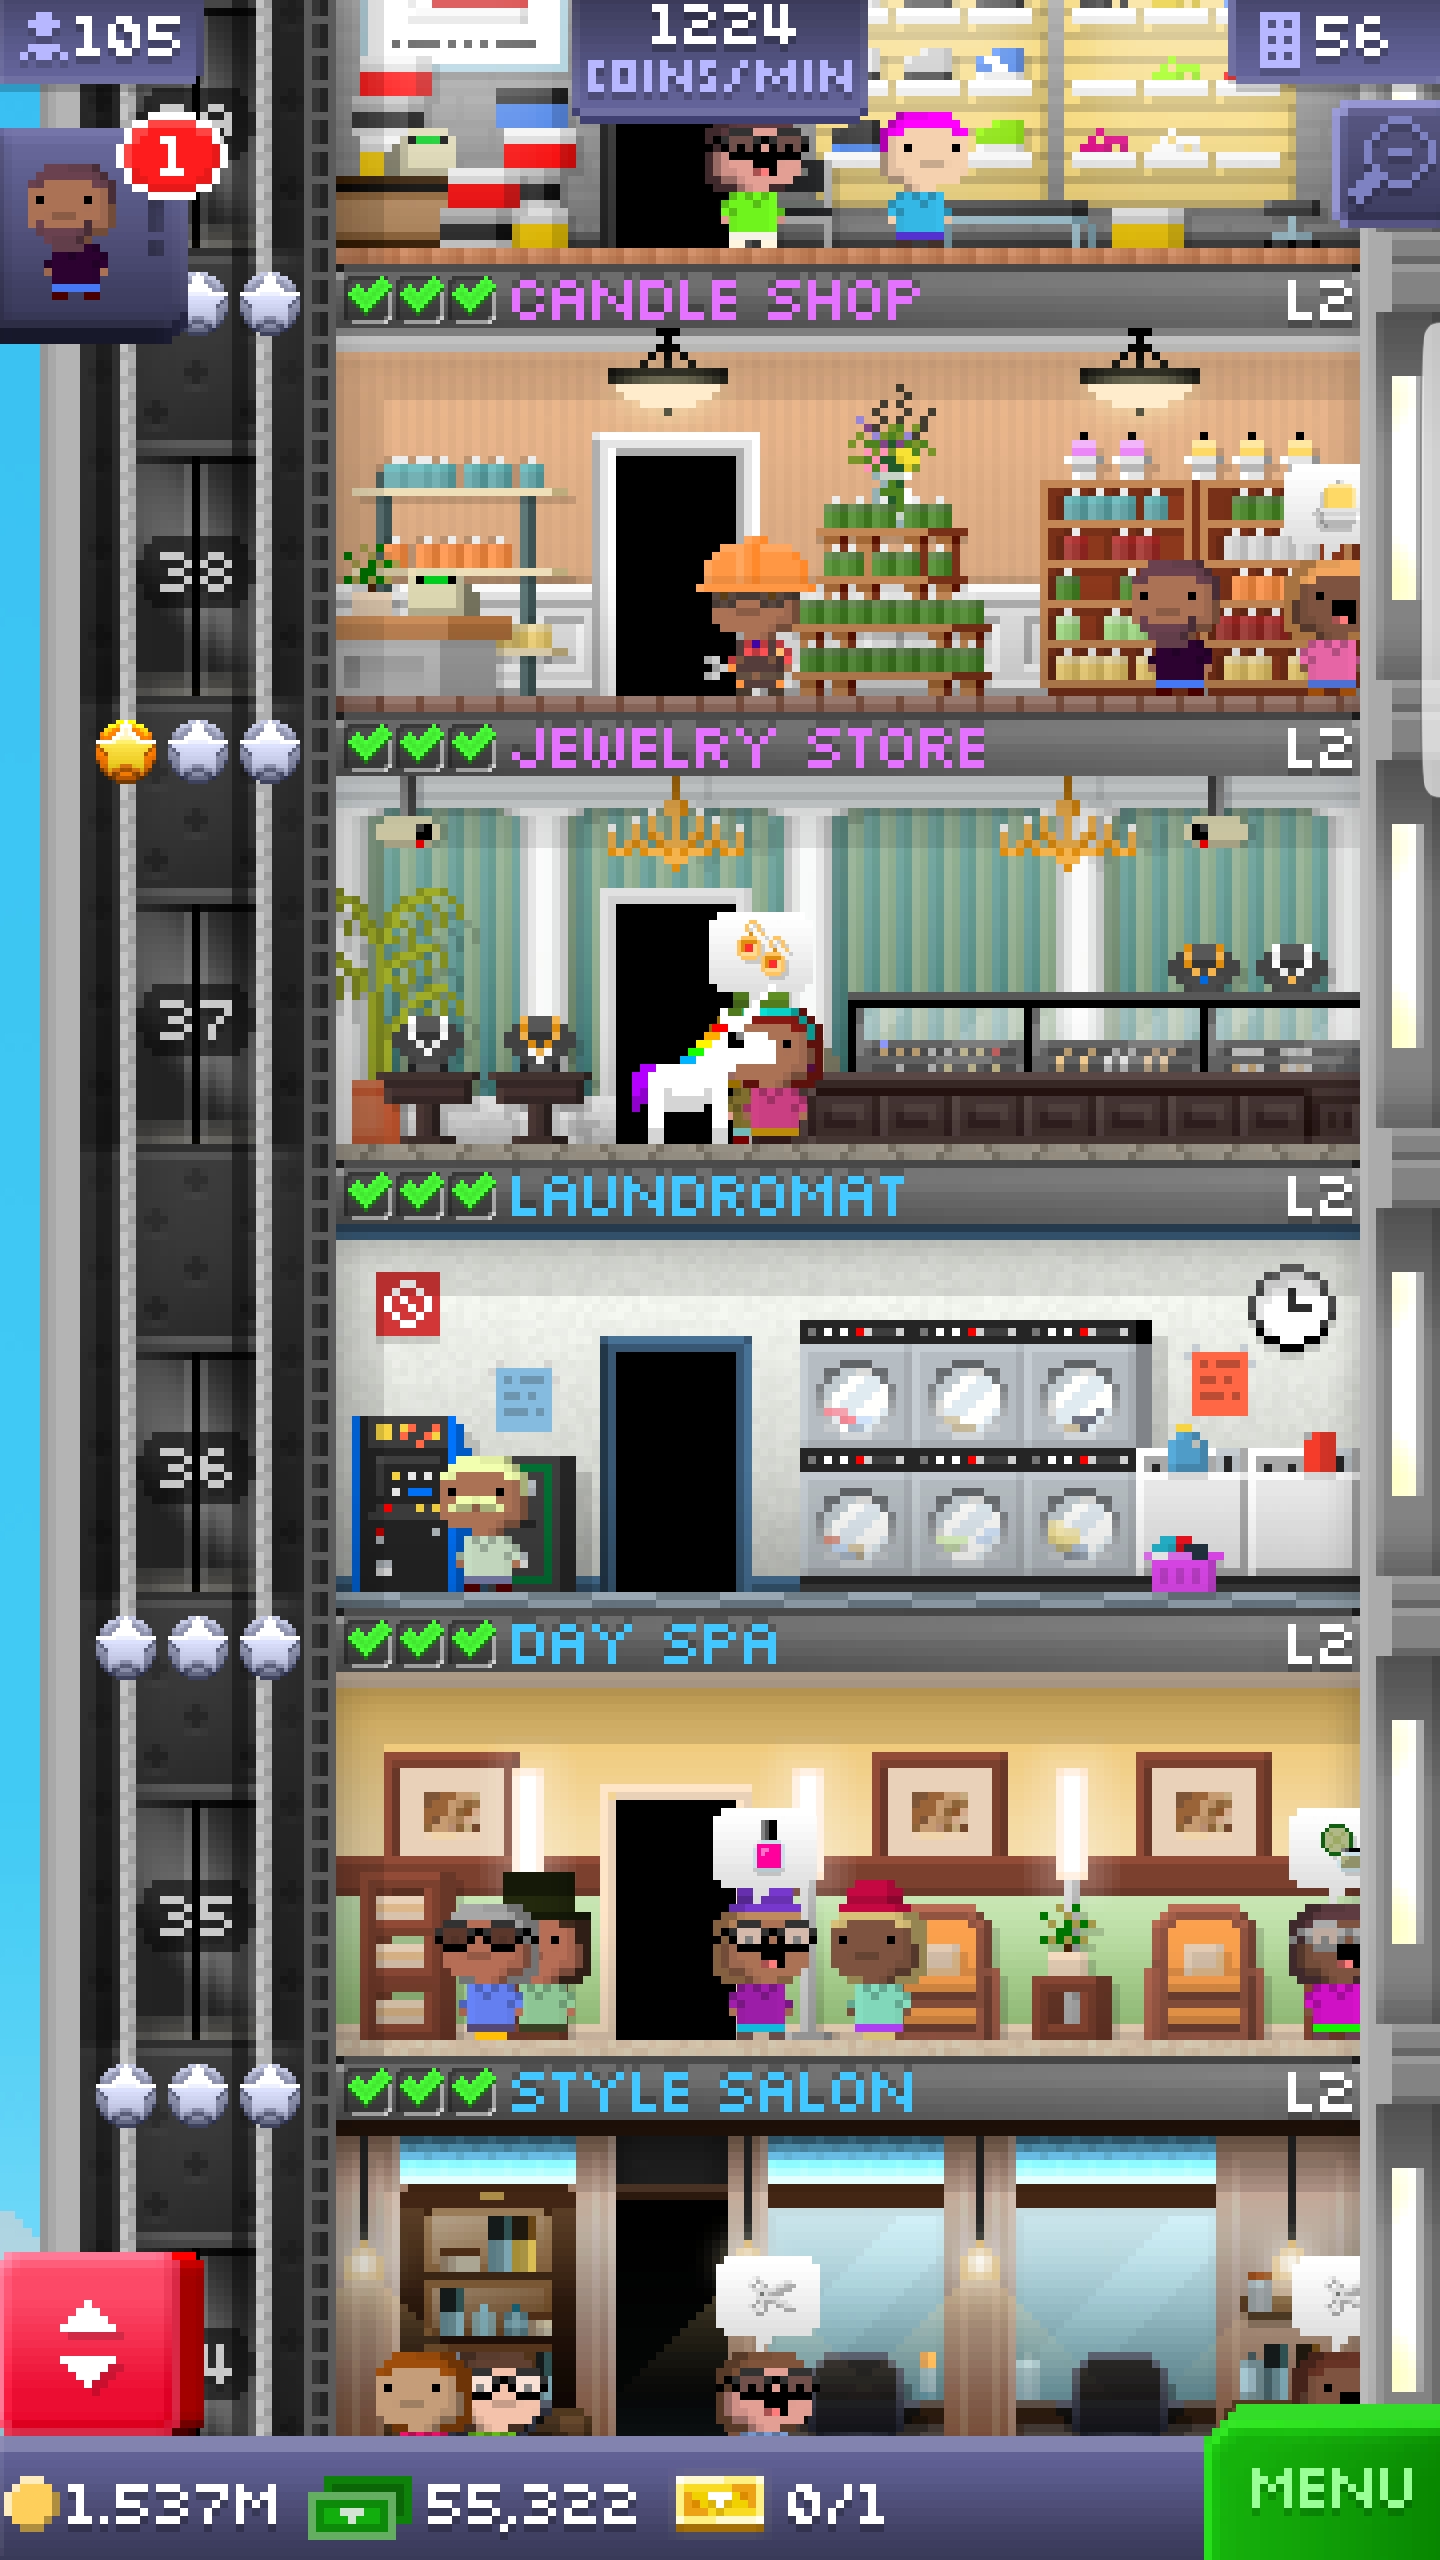 105
1224
COINS/MIN
56
1
CANDLE SHOP L2
38
JEWELRY STORE L2
37
LAUNDROMAT L2
36
DAY SPA L2
35
STYLE SALON L2
4
1.537M 55,322 0/1 MENU